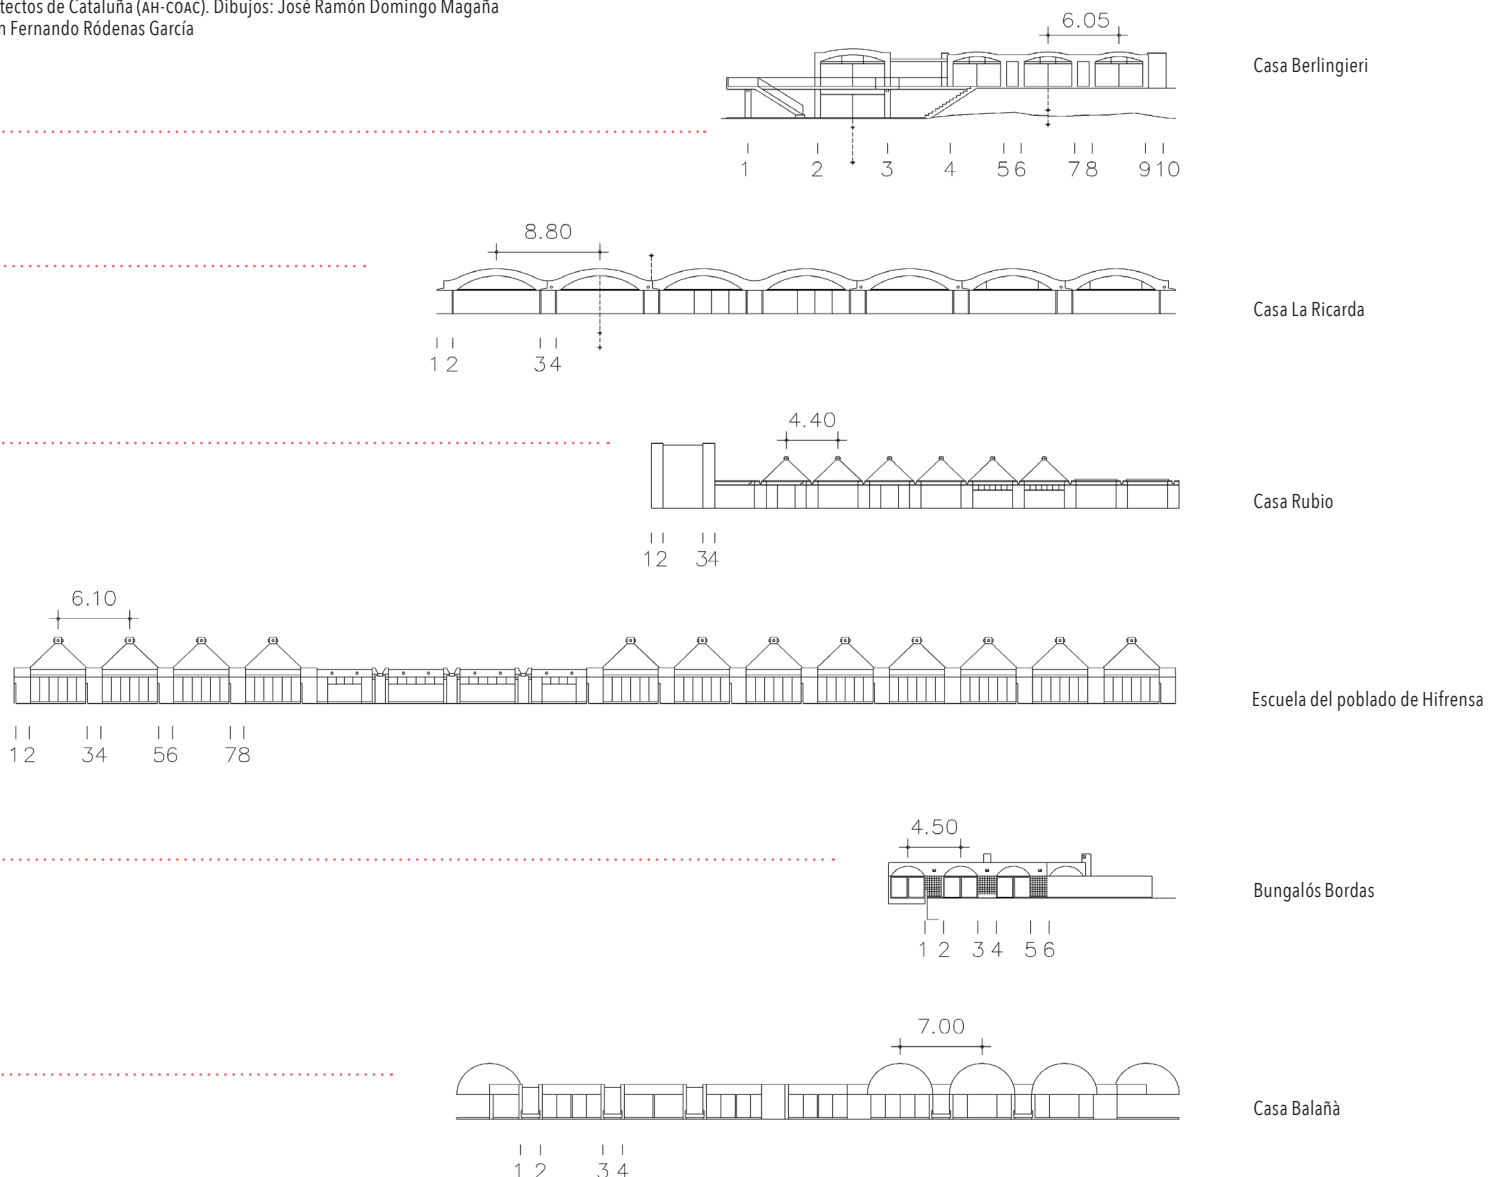 tectos de Cataluña (AH-COAC). Dibujos: José Ramón Domingo Magaña
n Fernando Ródenas García
6.05
Casa Berlingieri
1 2 3 4 5 6 7 8 9 10
8.80
Casa La Ricarda
1 2 3 4
4.40
Casa Rubio
1 2 3 4
6.10
Escuela del poblado de Hifrensa
1 2 3 4 5 6 7 8
4.50
Bungalós Bordas
1 2 3 4 5 6
7.00
Casa Balañà
1 2 3 4